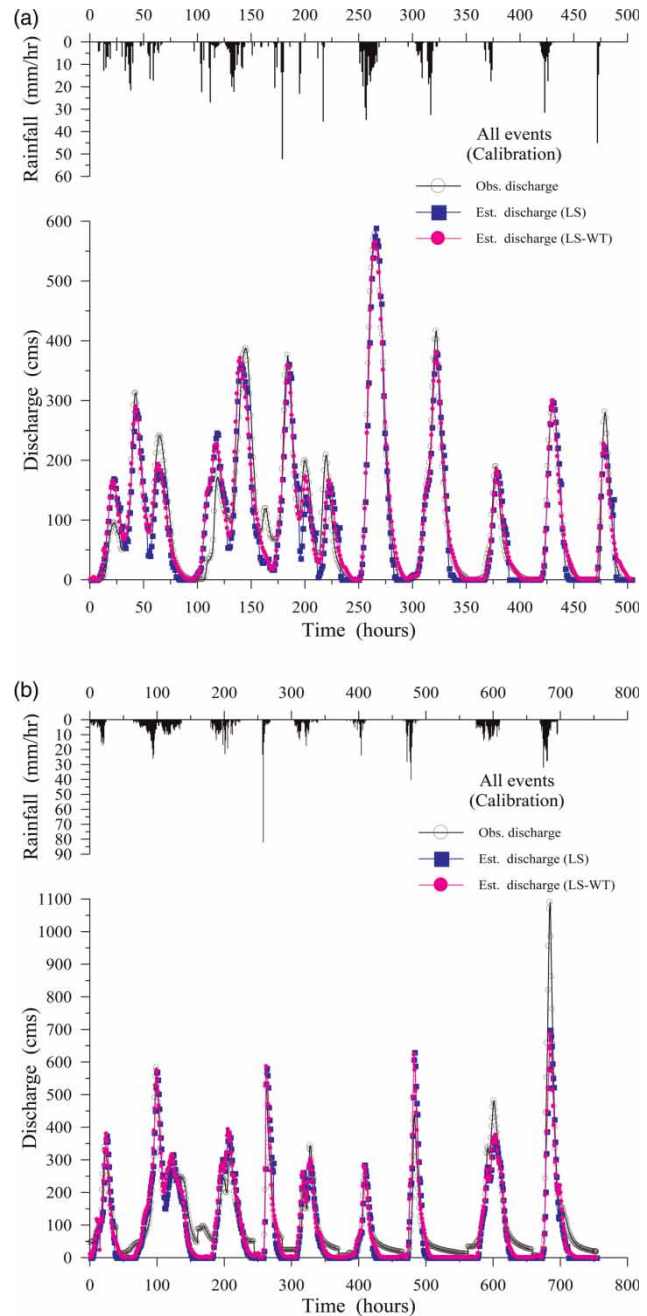 (a)
0 50 100 150 200 250 300 350 400 450 500
Rainfall (mm/hr)
0
10
20
30
40
50
60
All events
(Calibration)
Obs. discharge
Est. discharge (LS)
Est. discharge (LS-WT)
Discharge (cms)
600
500
400
300
200
100
0
0 50 100 150 200 250 300 350 400 450 500
Time (hours)
(b)
0 100 200 300 400 500 600 700 800
Rainfall (mm/hr)
0
10
20
30
40
50
60
70
80
90
All events
(Calibration)
Obs. discharge
Est. discharge (LS)
Est. discharge (LS-WT)
Discharge (cms)
1100
1000
900
800
700
600
500
400
300
200
100
0
0 100 200 300 400 500 600 700 800
Time (hours)